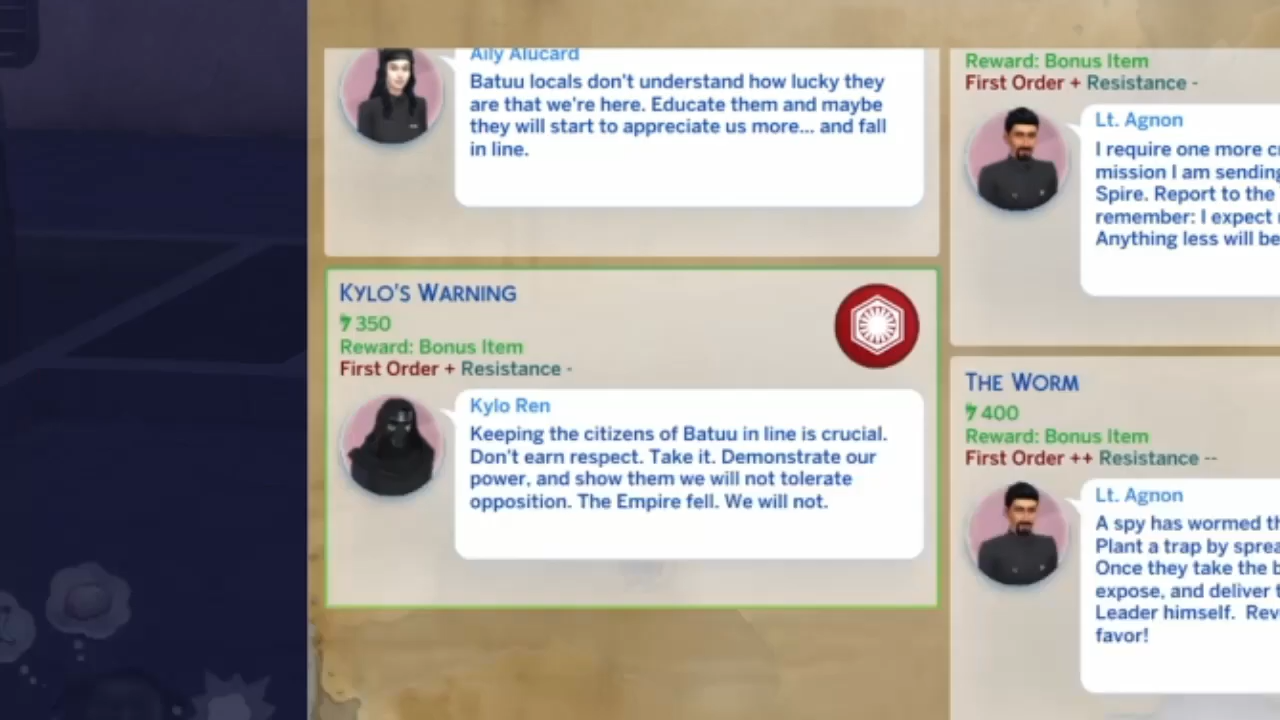 Aily Alucard
Batuu locals don't understand how lucky they
are that we're here. Educate them and maybe
they will start to appreciate us more... and fall
in line.
KYLO'S WARNING
350
Reward: Bonus Item
First Order + Resistance -
Kylo Ren
Keeping the citizens of Batuu in line is crucial.
Don't earn respect. Take it. Demonstrate our
power, and show them we will not tolerate
opposition. The Empire fell. We will not.
Reward: Bonus Item
First Order + Resistance -
Lt. Agnon
I require one more
mission I am sending
Spire. Report to the
remember: I expect
Anything less will be
THE WORM
400
Reward: Bonus Item
First Order ++ Resistance --
Lt. Agnon
A spy has wormed
Plant a trap by
Once they take the
expose, and deliver
Leader himself.
favor!